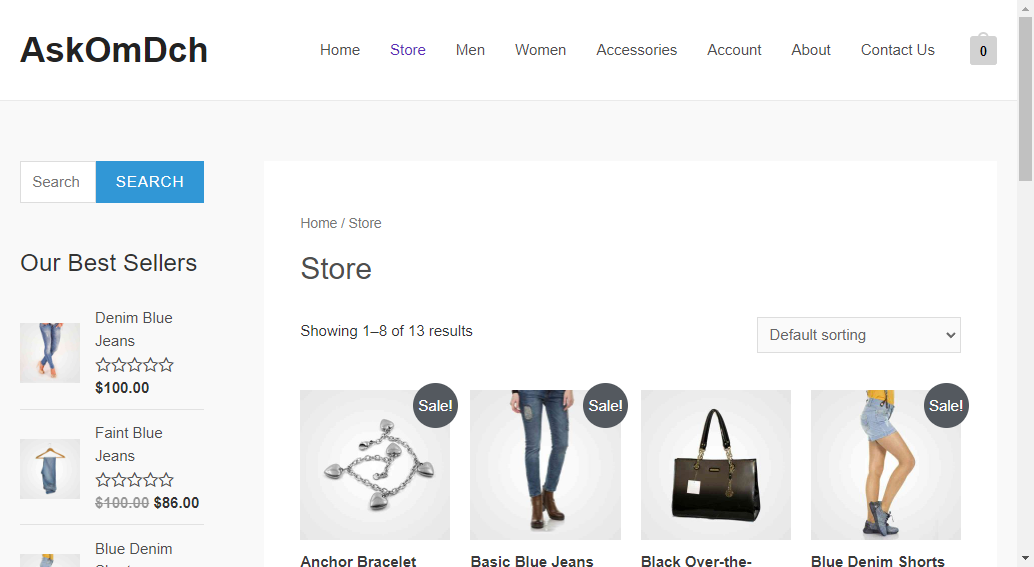 AskOmDch
Home
Store
Men
Women
Accessories
Account
About
Contact Us
0
Search
SEARCH
Our Best Sellers
Denim Blue
Jeans
$100.00
Faint Blue
Jeans
$100.00 $86.00
Blue Denim
Home / Store
Store
Showing 1–8 of 13 results
Default sorting
Sale!
Sale!
Sale!
Anchor Bracelet
Basic Blue Jeans
Black Over-the-
Blue Denim Shorts